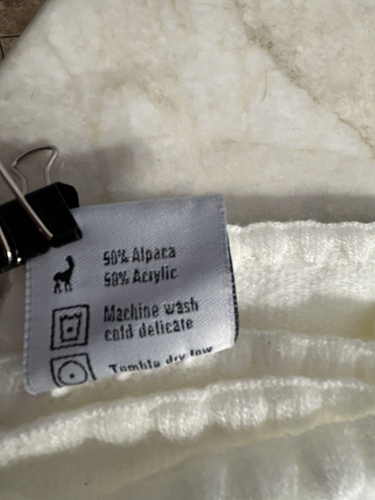 50% Alpaca
50% Acrylic
Machine wash
cold delicate
Tumble dry low